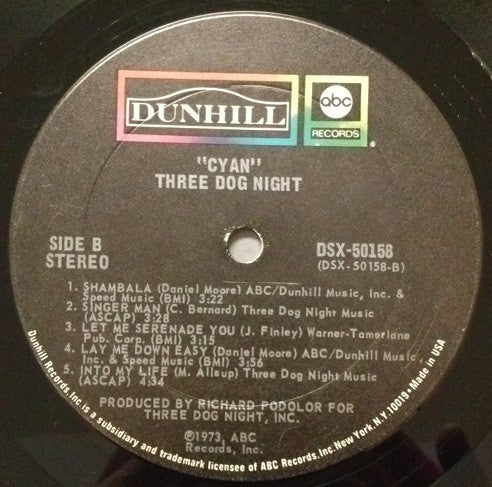 DUNHILL
abc
RECORDS
"CYAN"
THREE DOG NIGHT
SIDE B
STEREO
DSX-50158
(DSX-50158-B)
1. SHAMBALA (Daniel Moore) ABC/Dunhill Music, Inc. &
Speed Music (BMI) 3:22
2. SINGER MAN (C. Bernard) Three Dog Night Music
(ASCAP) 3:28
3. LET ME SERENADE YOU (J. Finley) Warner-Tamerlane
Pub. Corp. (BMI) 3:15
4. LAY ME DOWN EASY (Daniel Moore) ABC/Dunhill Music
Inc. & Speed Music (BMI) 3:56
5. INTO MY LIFE (M. Allsup) Three Dog Night Music
(ASCAP) 4:34
PRODUCED BY RICHARD PODOLOR FOR
THREE DOG NIGHT, INC.
℗1973, ABC
Records, Inc.
Dunhill Records, Inc. is a subsidiary and trademark licensee of ABC Records, Inc. New York, N.Y. 10019 • Made in USA